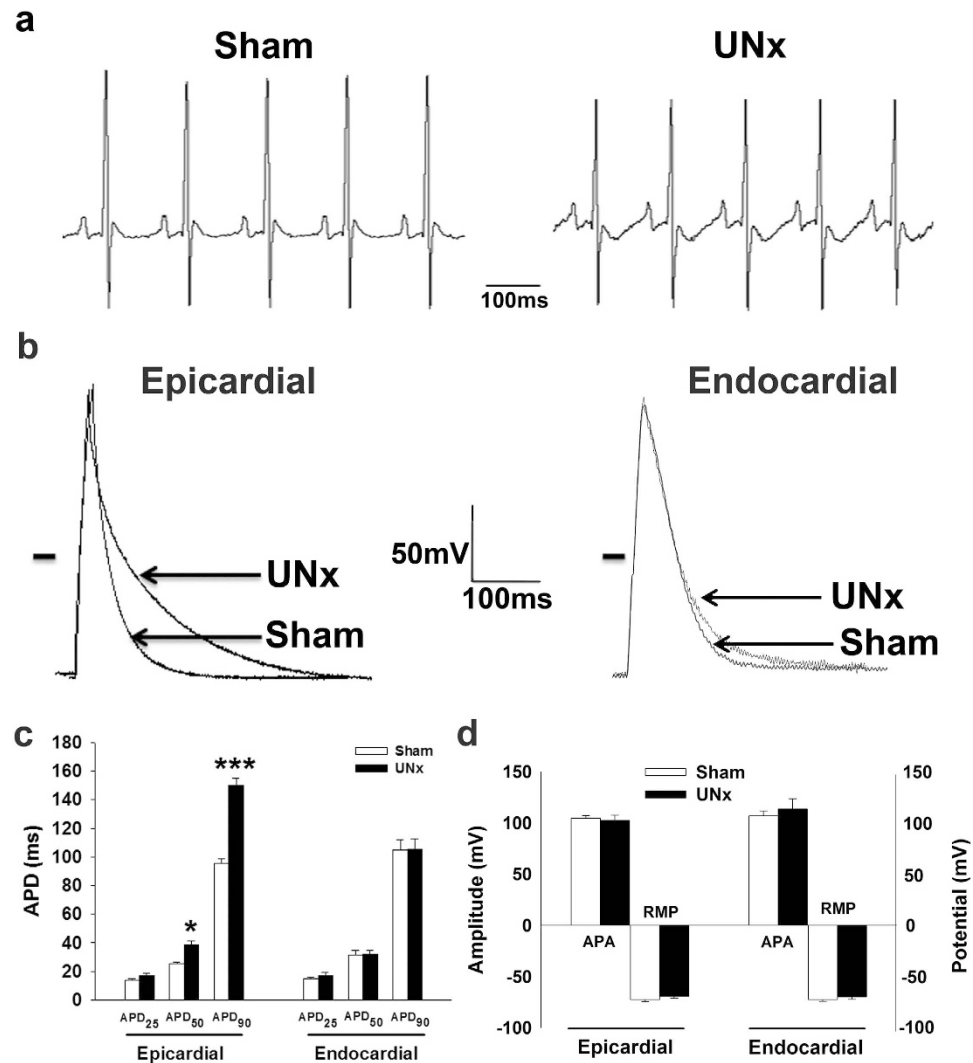 a
Sham UNx
100ms
b
Epicardial Endocardial
UNx
Sham
50mV
100ms
UNx
Sham
c
APD (ms)
180
160
140
120
100
80
60
40
20
0
Sham
UNx
***
*
APD25 APD50 APD90 APD25 APD50 APD90
Epicardial Endocardial
d
Amplitude (mV)
150
100
50
0
-50
-100
Sham
UNx
APA RMP APA RMP
Epicardial Endocardial
150
100
50
0
-50
-100
Potential (mV)